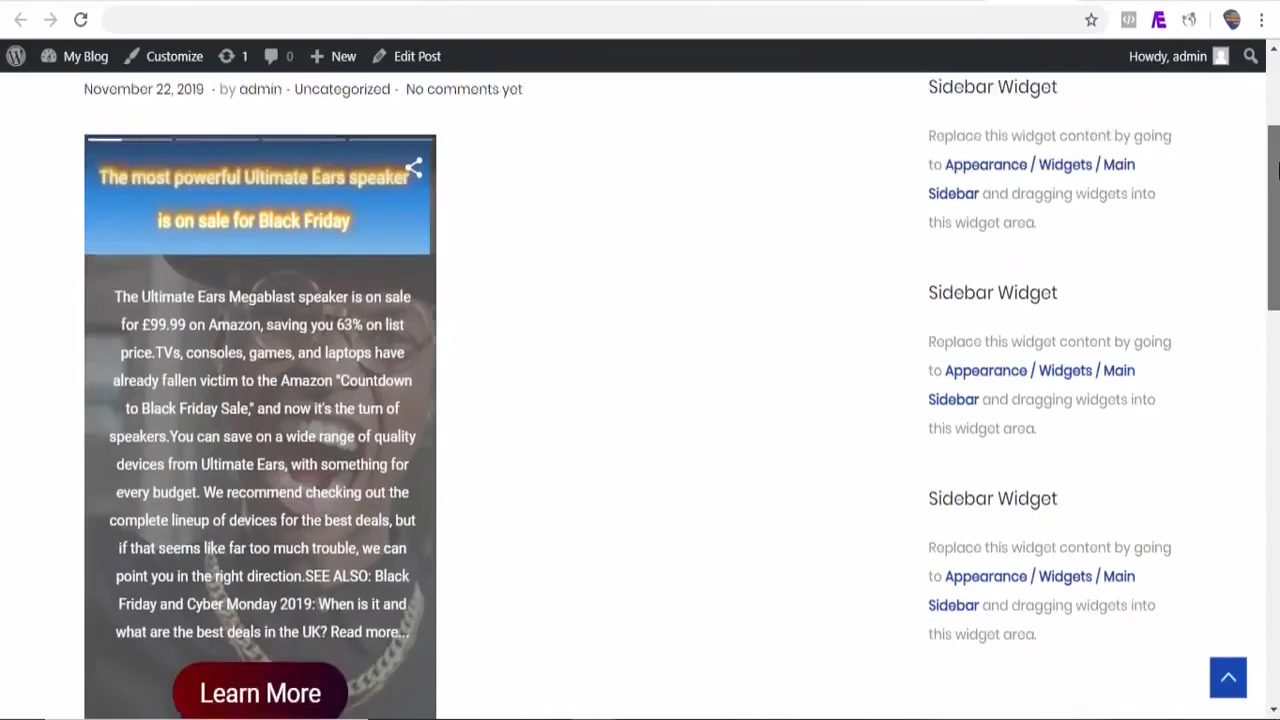 My Blog Customize 1 0 New Edit Post Howdy, admin
November 22, 2019 · by admin · Uncategorized · No comments yet
The most powerful Ultimate Ears speaker
is on sale for Black Friday
The Ultimate Ears Megablast speaker is on sale
for £99.99 on Amazon, saving you 63% on list
price.TVs, consoles, games, and laptops have
already fallen victim to the Amazon "Countdown
to Black Friday Sale," and now it's the turn of
speakers.You can save on a wide range of quality
devices from Ultimate Ears, with something for
every budget. We recommend checking out the
complete lineup of devices for the best deals, but
if that seems like far too much trouble, we can
point you in the right direction.SEE ALSO: Black
Friday and Cyber Monday 2019: When is it and
what are the best deals in the UK? Read more...
Learn More
Sidebar Widget
Replace this widget content by going
to Appearance / Widgets / Main
Sidebar and dragging widgets into
this widget area.
Sidebar Widget
Replace this widget content by going
to Appearance / Widgets / Main
Sidebar and dragging widgets into
this widget area.
Sidebar Widget
Replace this widget content by going
to Appearance / Widgets / Main
Sidebar and dragging widgets into
this widget area.